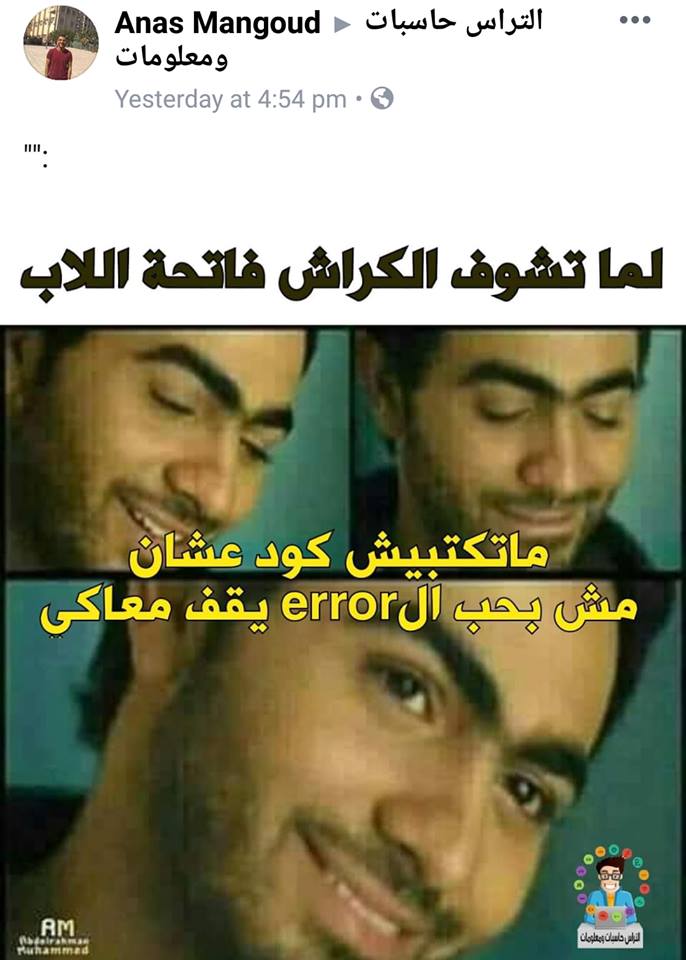 Anas Mangoud ▸ التراس حاسبات
ومعلومات
Yesterday at 4:54 pm •
"":
لما تشوف الكراش فاتحة اللاب
ماتكتبيش كود عشان
مش بحب الerror يقف معاكي
AM
Abdelrahman
Muhammed
التراس حاسبات ومعلومات